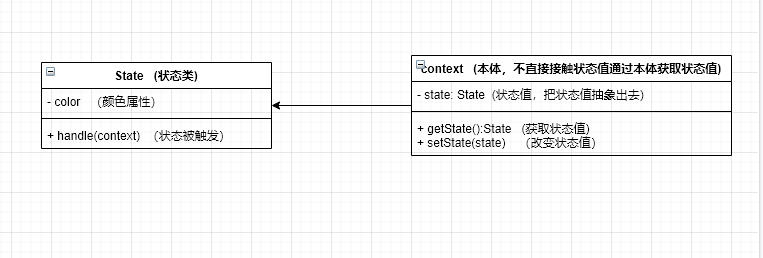 State （状态类）
- color （颜色属性）
+ handle(context) （状态被触发）
context（本体，不直接接触状态值通过本体获取状态值)
- state: State（状态值，把状态值抽象出去）
+ getState():State （获取状态值）
+ setState(state) （改变状态值）